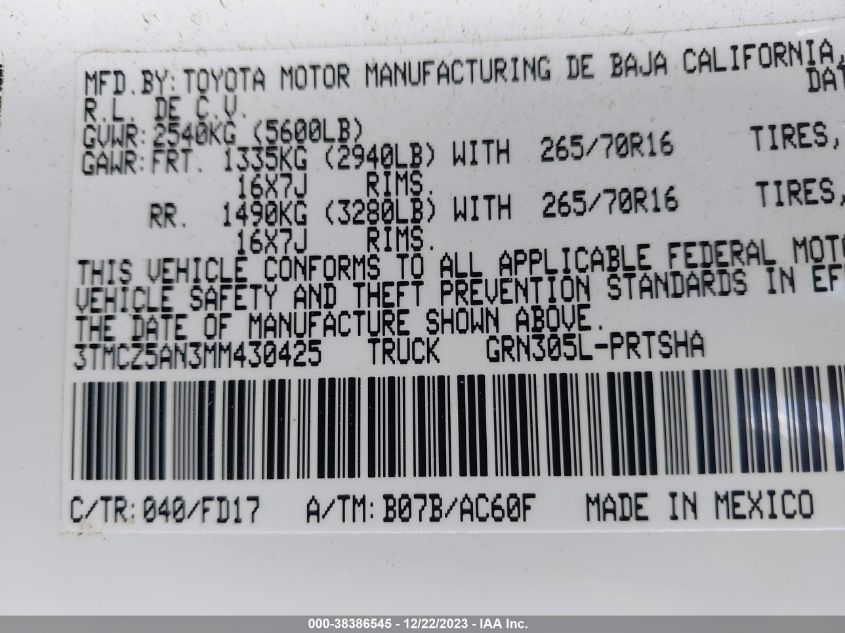 MFD.BY:TOYOTA MOTOR MANUFACTURING DE BAJA CALIFORNIA,
DAT
R.L. DE C.V.
GVWR:2540KG (5600LB)
GAWR:FRT. 1335KG (2940LB) WITH 265/70R16 TIRES,
16X7J RIMS.
RR. 1490KG (3280LB) WITH 265/70R16 TIRES,
16X7J RIMS.
THIS VEHICLE CONFORMS TO ALL APPLICABLE FEDERAL MOTO
VEHICLE SAFETY AND THEFT PREVENTION STANDARDS IN EF
THE DATE OF MANUFACTURE SHOWN ABOVE.
3TMCZ5AN3MM430425 TRUCK GRN305L-PRTSHA
C/TR:040/FD17 A/TM:B07B/AC60F MADE IN MEXICO
000-38386545 - 12/22/2023 - IAA Inc.